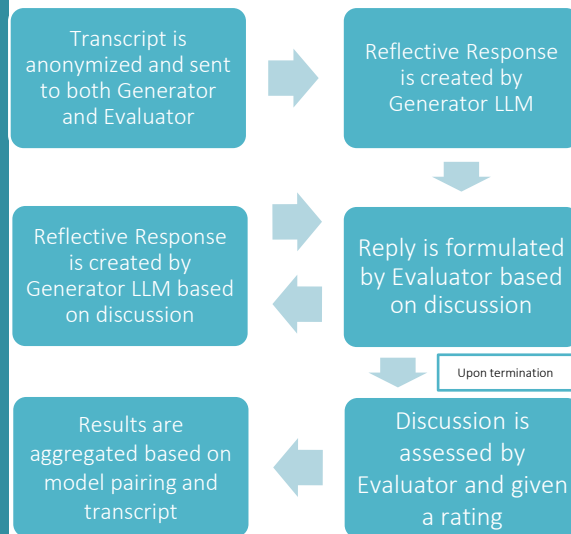 Transcript is
anonymized and sent
to both Generator
and Evaluator
Reflective Response
is created by
Generator LLM
Reflective Response
is created by
Generator LLM based
on discussion
Reply is formulated
by Evaluator based
on discussion
Upon termination
Results are
aggregated based on
model pairing and
transcript
Discussion is
assessed by
Evaluator and given
a rating